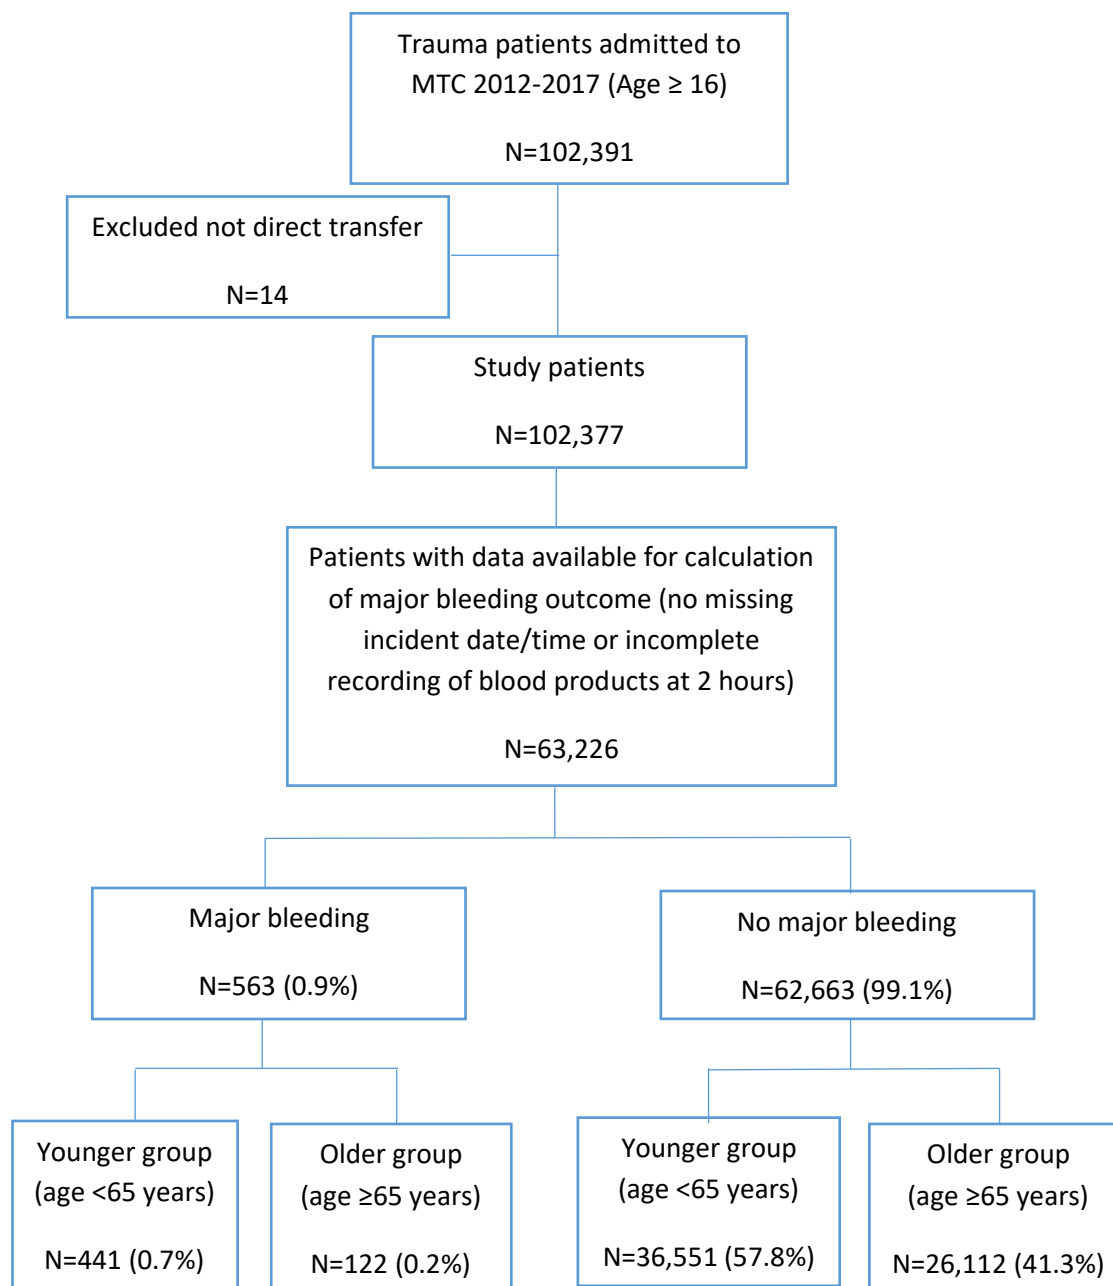 Trauma patients admitted to
MTC 2012-2017 (Age ≥ 16)
N=102,391
Excluded not direct transfer
N=14
Study patients
N=102,377
Patients with data available for calculation
of major bleeding outcome (no missing
incident date/time or incomplete
recording of blood products at 2 hours)
N=63,226
Major bleeding
N=563 (0.9%)
No major bleeding
N=62,663 (99.1%)
Younger group
(age <65 years)
N=441 (0.7%)
Older group
(age ≥65 years)
N=122 (0.2%)
Younger group
(age <65 years)
N=36,551 (57.8%)
Older group
(age ≥65 years)
N=26,112 (41.3%)